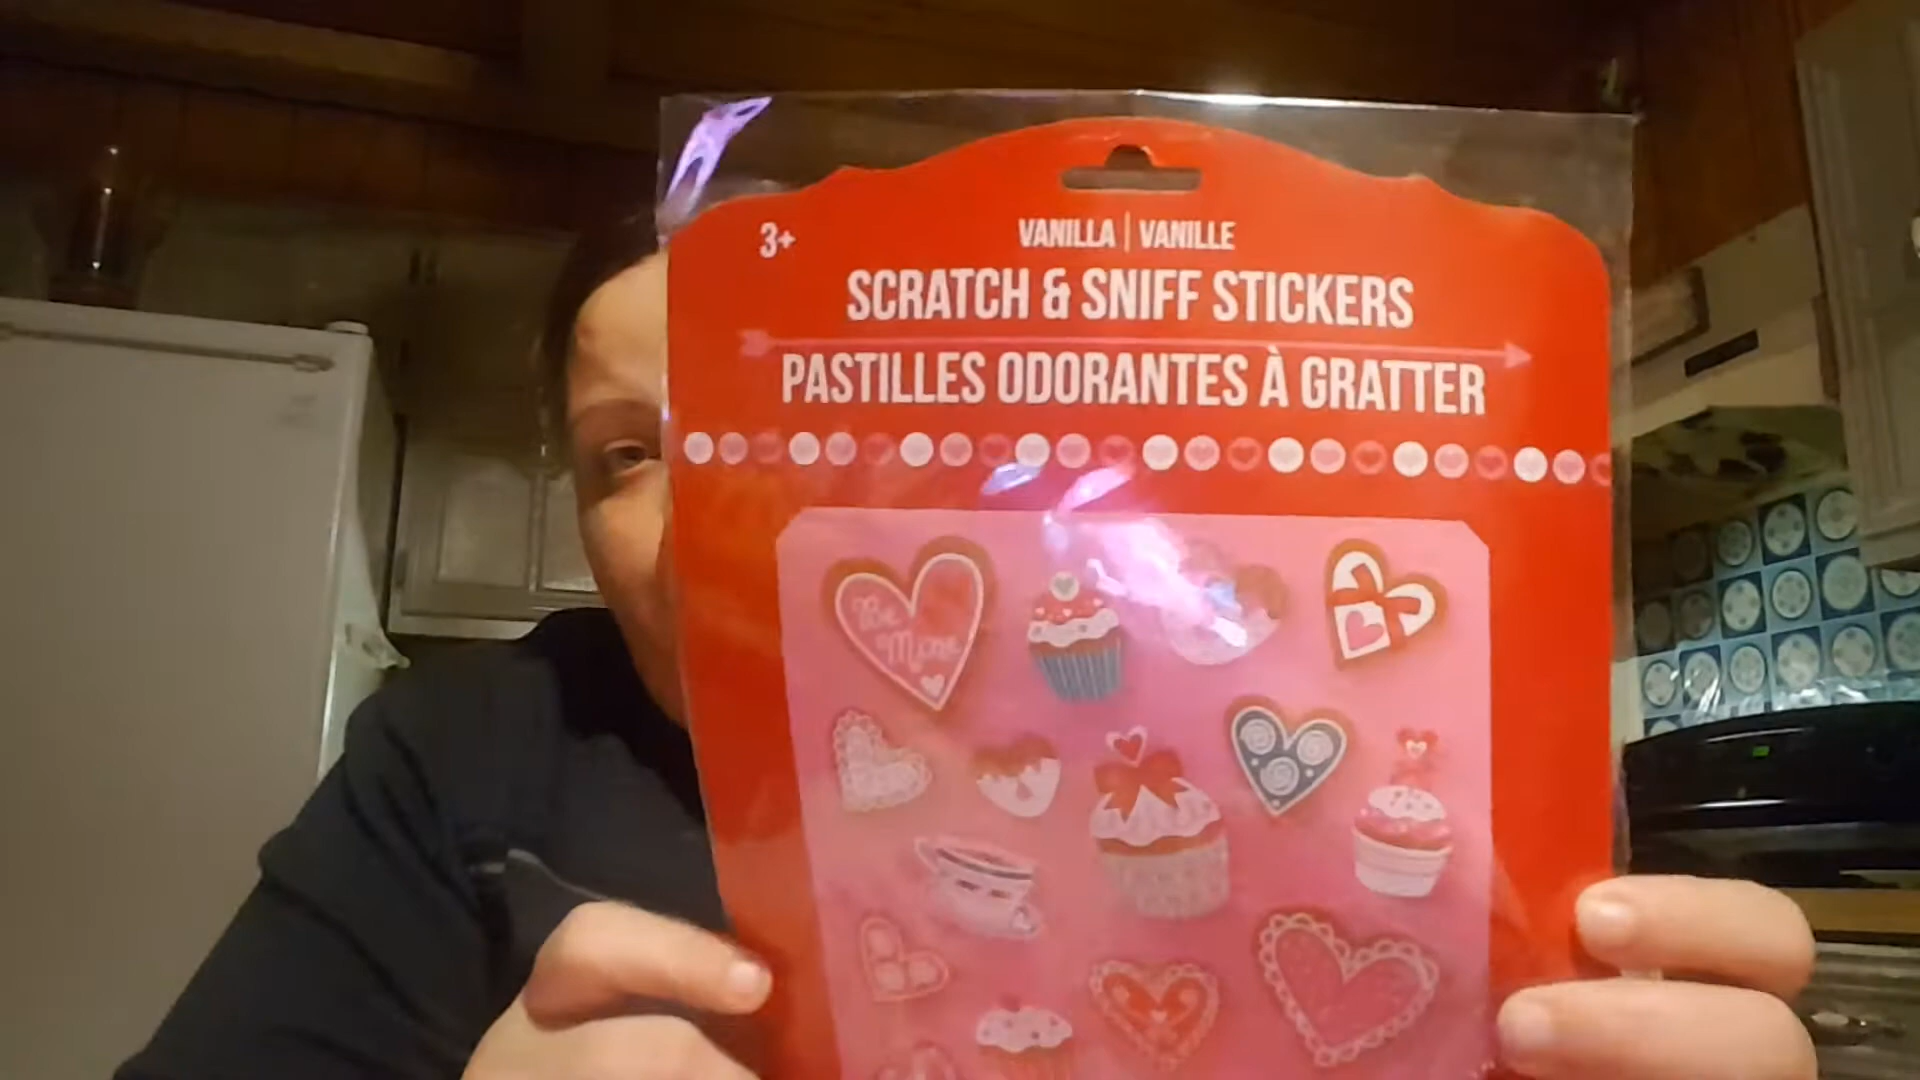 3+
VANILLA | VANILLE
SCRATCH & SNIFF STICKERS
PASTILLES ODORANTES À GRATTER
Be
Mine